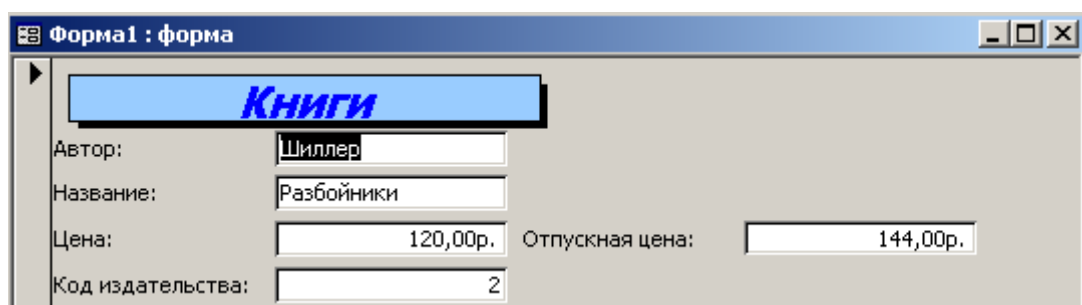 Форма1 : форма
Книги
Автор: Шиллер
Название: Разбойники
Цена: 120,00р. Отпускная цена: 144,00р.
Код издательства: 2